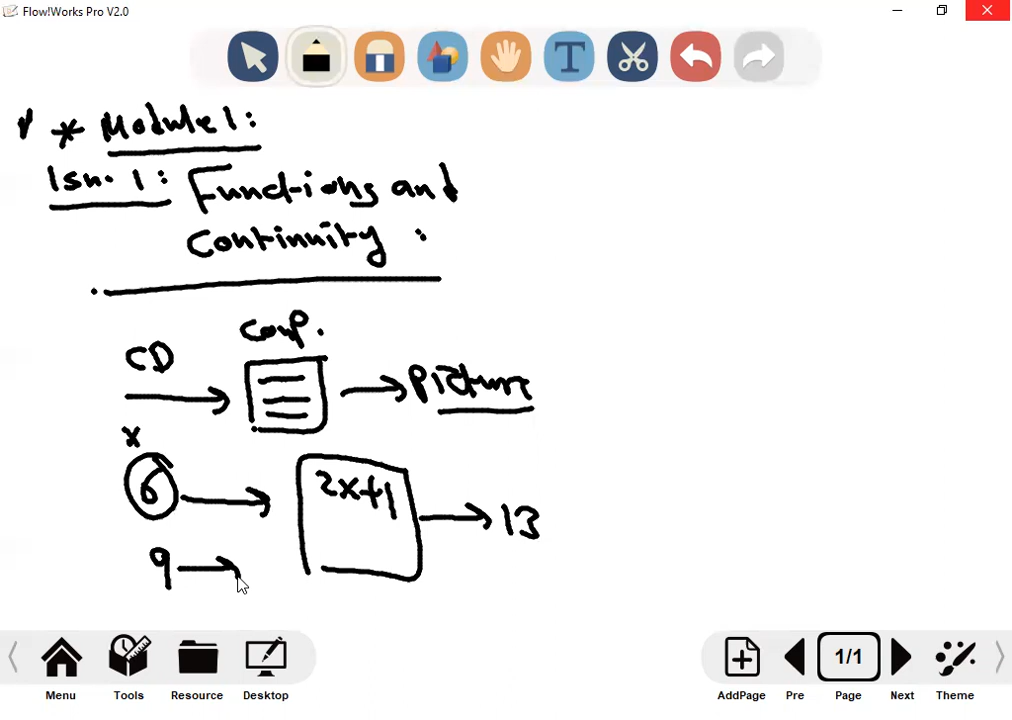 Flow!Works Pro V2.0
* Module 1:
Lsn. 1: Functions and
Continuity :
Comp.
CD
Picture
x
6
2x+1
13
9
Menu Tools Resource Desktop
1/1
AddPage Pre Page Next Theme